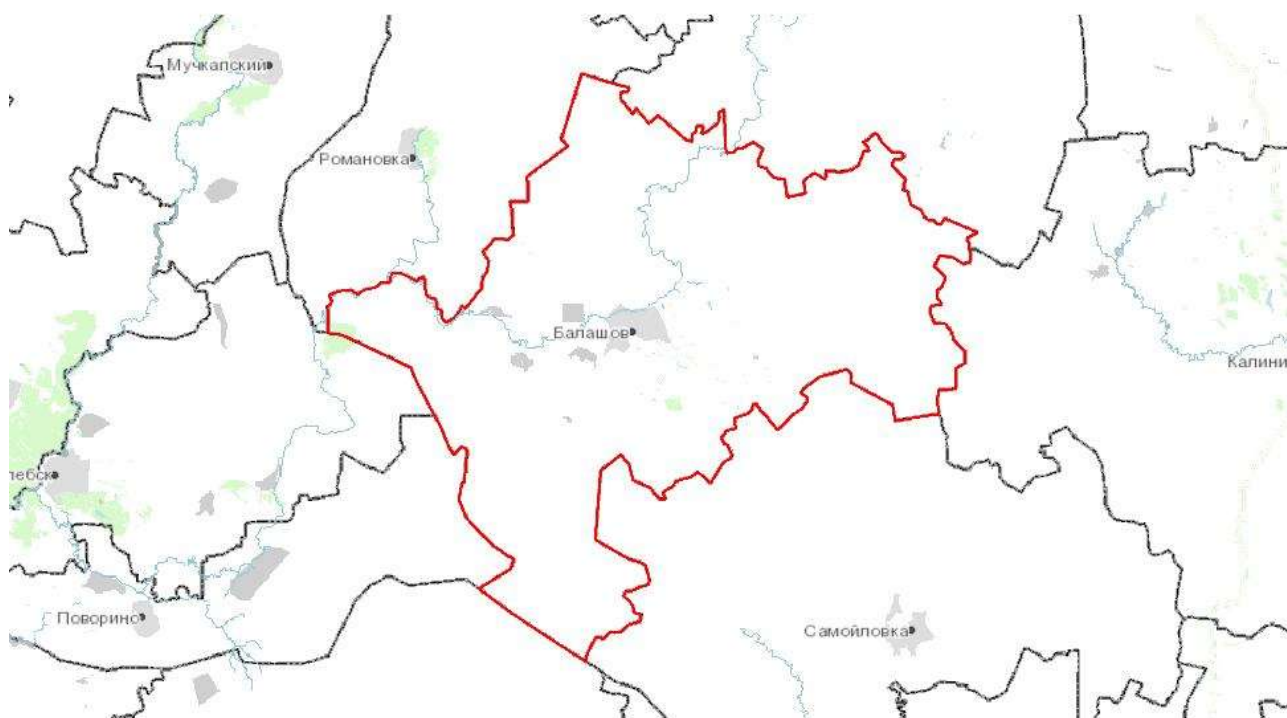 Мучкапский
Романовка
Балашов
Калини
лебск
Поворино
Самойловка